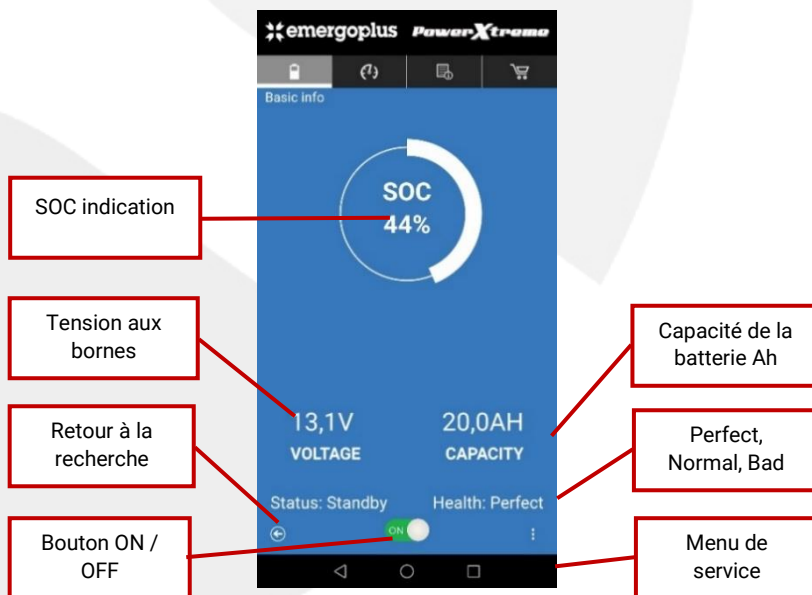 emergoplus PowerXtreme
Basic info
SOC
44%
SOC indication
Tension aux
bornes
Capacité de la
batterie Ah
13,1V
VOLTAGE
20,0AH
CAPACITY
Retour à la
recherche
Perfect,
Normal, Bad
Status: Standby
Health: Perfect
ON
Bouton ON /
OFF
Menu de
service